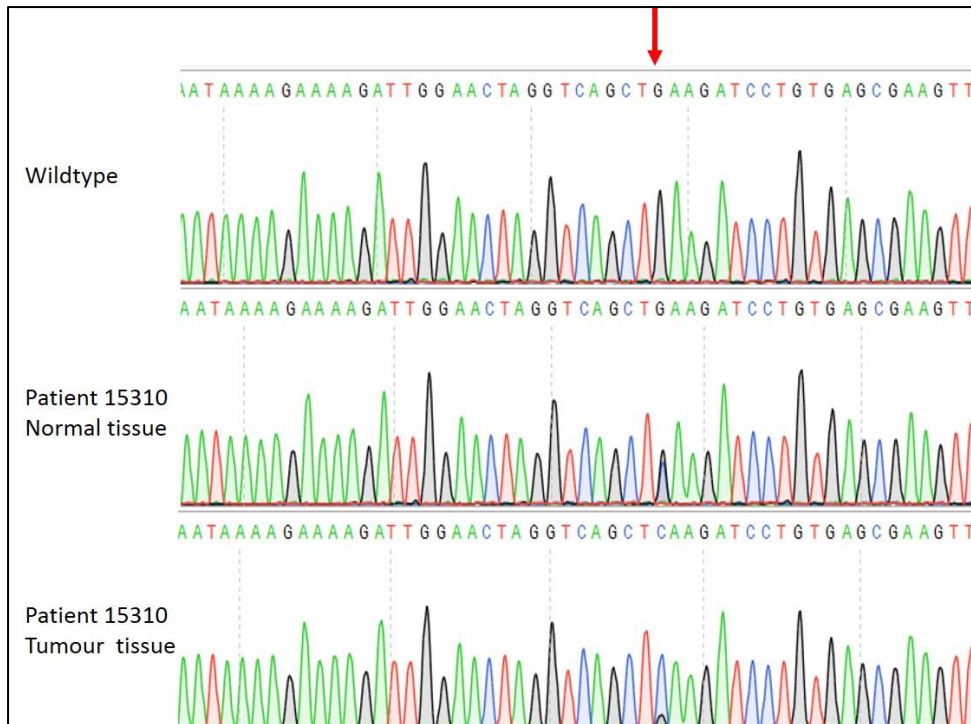 AATAAAAGAAAAGATTGGAACTAGGTCAGCTGAAGATCCTGTGAGCGAAGTT
Wildtype
AATAAAAGAAAAGATTGGAACTAGGTCAGCTGAAGATCCTGTGAGCGAAGTT
Patient 15310
Normal tissue
AATAAAAGAAAAGATTGGAACTAGGTCAGCTCAAGATCCTGTGAGCGAAGTT
Patient 15310
Tumour tissue